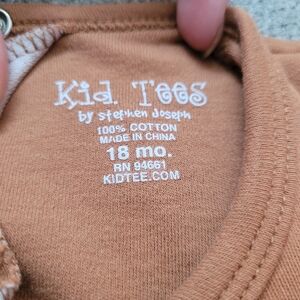 Kid Tees
by stephen Joseph
100% COTTON
MADE IN CHINA
18 mo.
RN 94661
KIDTEE.COM